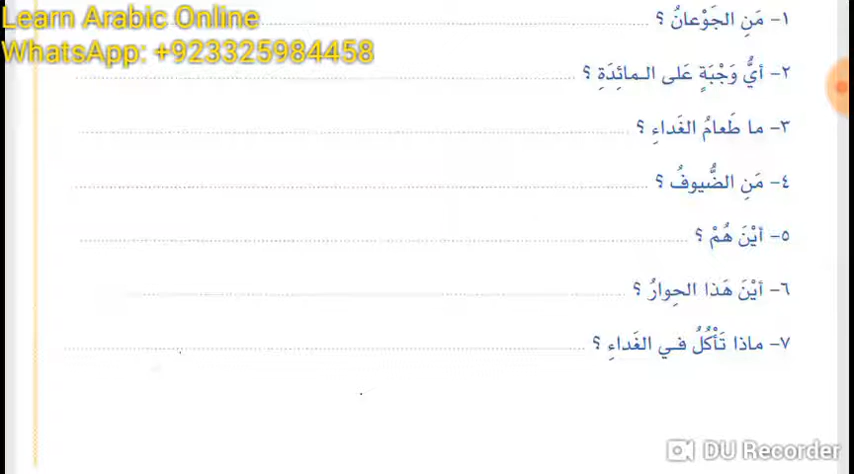 Learn Arabic Online
WhatsApp: +923325984458
١- مَنِ الجَوْعانُ ؟
٢- أيُّ وَجْبَةٍ عَلى المائِدَةِ ؟
٣- ما طَعامُ الغَداءِ ؟
٤- مَنِ الضُّيوفُ ؟
٥- أيْنَ هُمْ ؟
٦- أيْنَ هَذا الحِوارُ ؟
٧- ماذا تَأْكُلُ في الغَداءِ ؟
DU Recorder